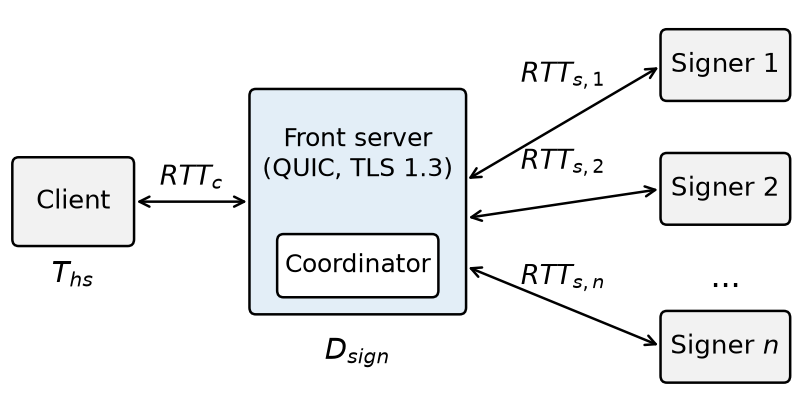 Client
RTT_c
T_hs
Front server
(QUIC, TLS 1.3)
Coordinator
D_sign
RTT_s,1
RTT_s,2
RTT_s,n
Signer 1
Signer 2
...
Signer n